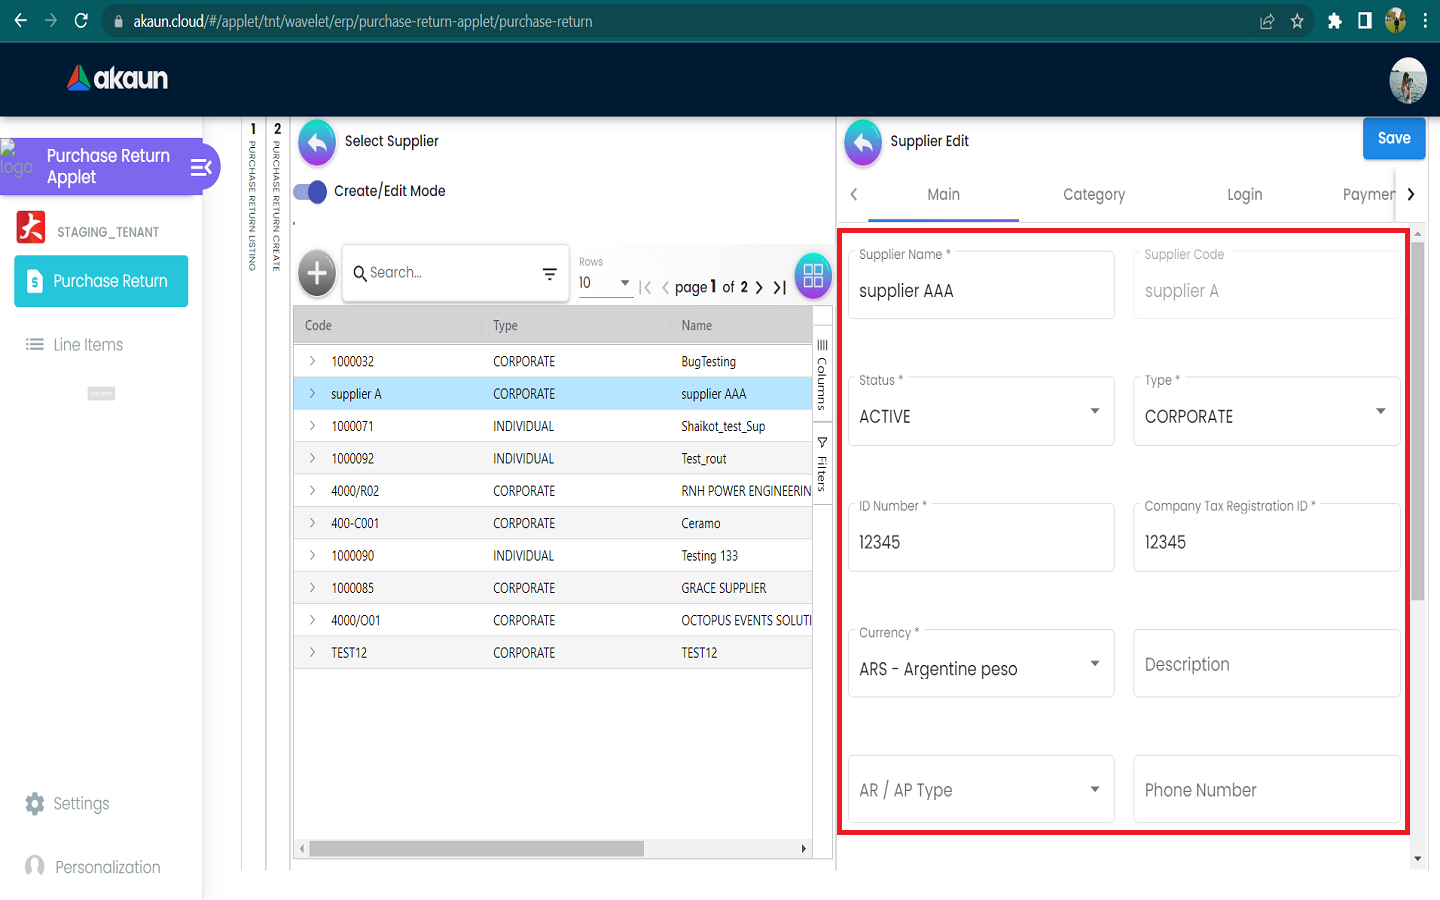 akaun.cloud/#/applet/tnt/wavelet/erp/purchase-return-applet/purchase-return
akaun
logo
Purchase Return
Applet
STAGING_TENANT
Purchase Return
Line Items
Settings
Personalization
1 PURCHASE RETURN LISTING
2 PURCHASE RETURN CREATE
Select Supplier
Create/Edit Mode
Search...
Rows
10
page 1 of 2
Code Type Name
1000032 CORPORATE BugTesting
supplier A CORPORATE supplier AAA
1000071 INDIVIDUAL Shaikot_test_Sup
1000092 INDIVIDUAL Test_rout
4000/R02 CORPORATE RNH POWER ENGINEERIN
400-C001 CORPORATE Ceramo
1000090 INDIVIDUAL Testing 133
1000085 CORPORATE GRACE SUPPLIER
4000/O01 CORPORATE OCTOPUS EVENTS SOLUTI
TEST12 CORPORATE TEST12
Columns
Filters
Supplier Edit
Save
Main Category Login Paymen
Supplier Name * Supplier Code
supplier AAA supplier A
Status * Type *
ACTIVE CORPORATE
ID Number * Company Tax Registration ID *
12345 12345
Currency *
ARS - Argentine peso Description
AR / AP Type Phone Number